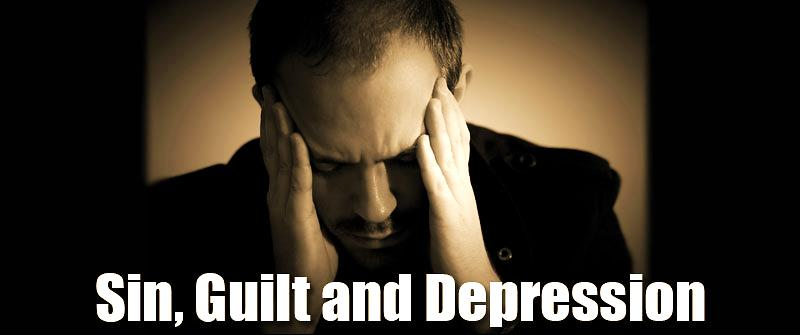 Sin, Guilt and Depression